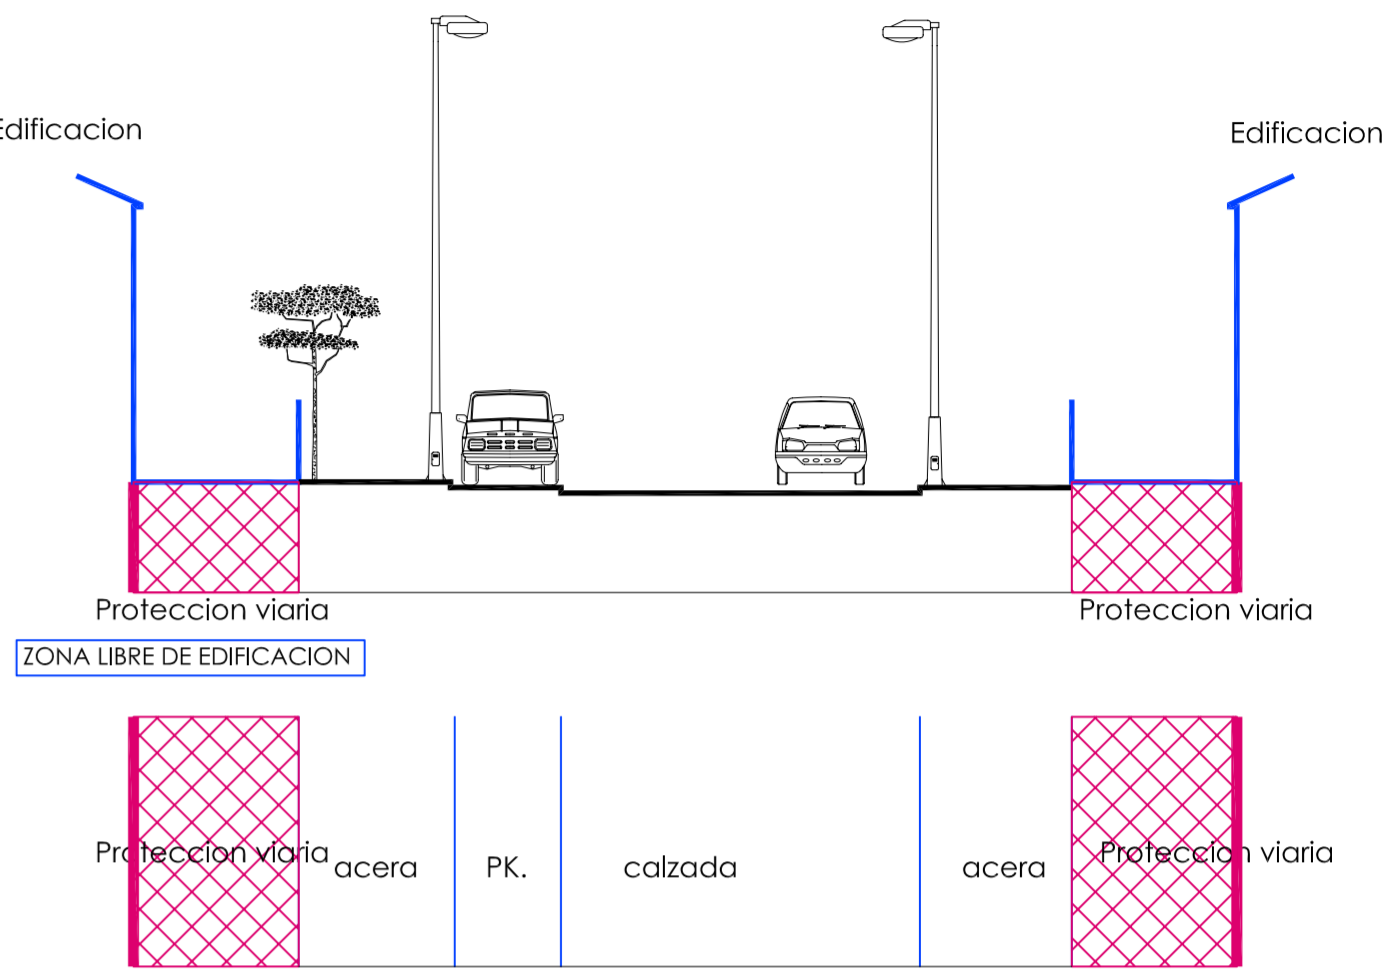 Edificacion
Edificacion
Proteccion viaria
Proteccion viaria
ZONA LIBRE DE EDIFICACION
Proteccion viaria
acera
PK.
calzada
acera
Proteccion viaria